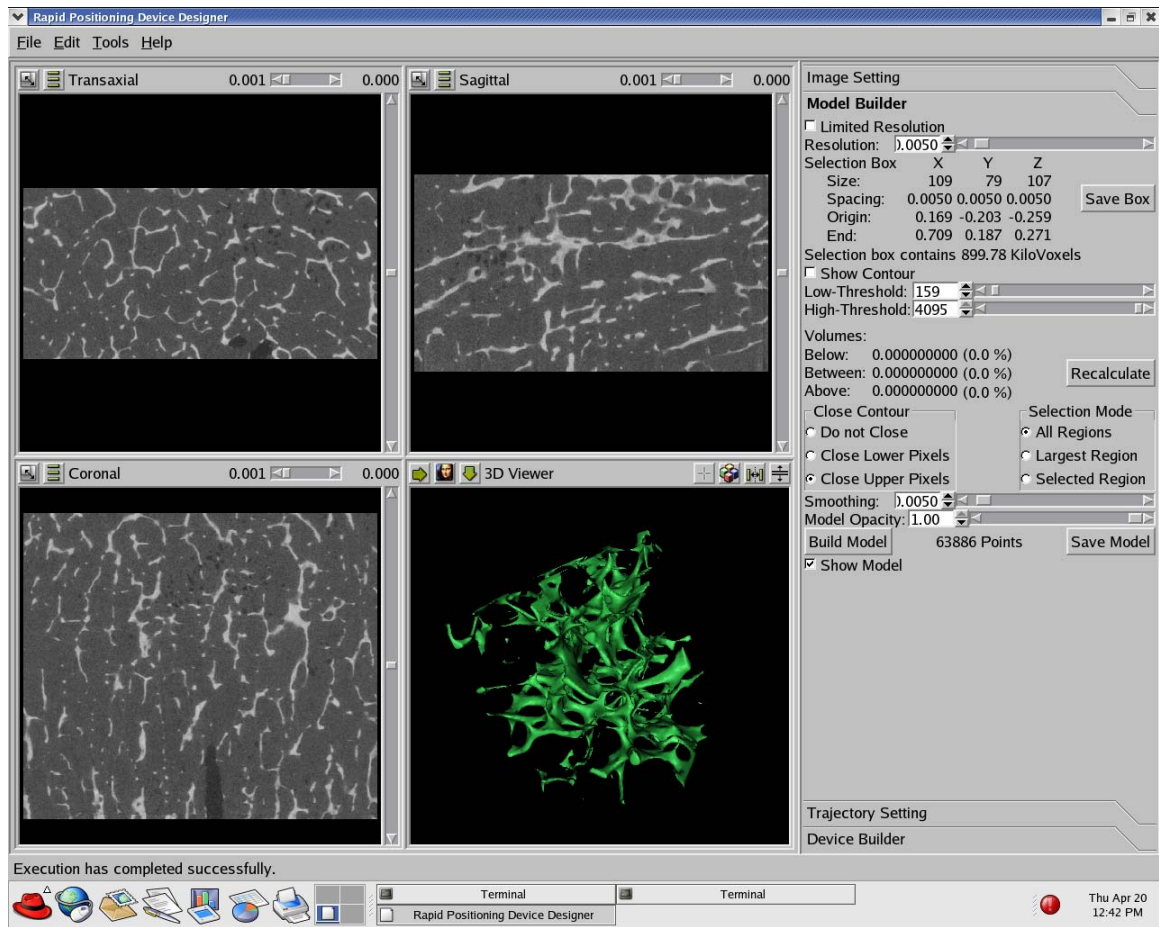 Rapid Positioning Device Designer
File Edit Tools Help
Transaxial 0.001 0.000
Sagittal 0.001 0.000
Coronal 0.001 0.000
3D Viewer
Image Setting
Model Builder
Limited Resolution
Resolution: 0.0050
Selection Box X Y Z
Size: 109 79 107
Spacing: 0.0050 0.0050 0.0050
Save Box
Origin: 0.169 -0.203 -0.259
End: 0.709 0.187 0.271
Selection box contains 899.78 KiloVoxels
Show Contour
Low-Threshold: 159
High-Threshold: 4095
Volumes:
Below: 0.000000000 (0.0 %)
Between: 0.000000000 (0.0 %)
Recalculate
Above: 0.000000000 (0.0 %)
Close Contour
Selection Mode
Do not Close
All Regions
Close Lower Pixels
Largest Region
Close Upper Pixels
Selected Region
Smoothing: 0.0050
Model Opacity: 1.00
Build Model 63886 Points Save Model
Show Model
Trajectory Setting
Device Builder
Execution has completed successfully.
Terminal
Terminal
Rapid Positioning Device Designer
Thu Apr 20
12:42 PM